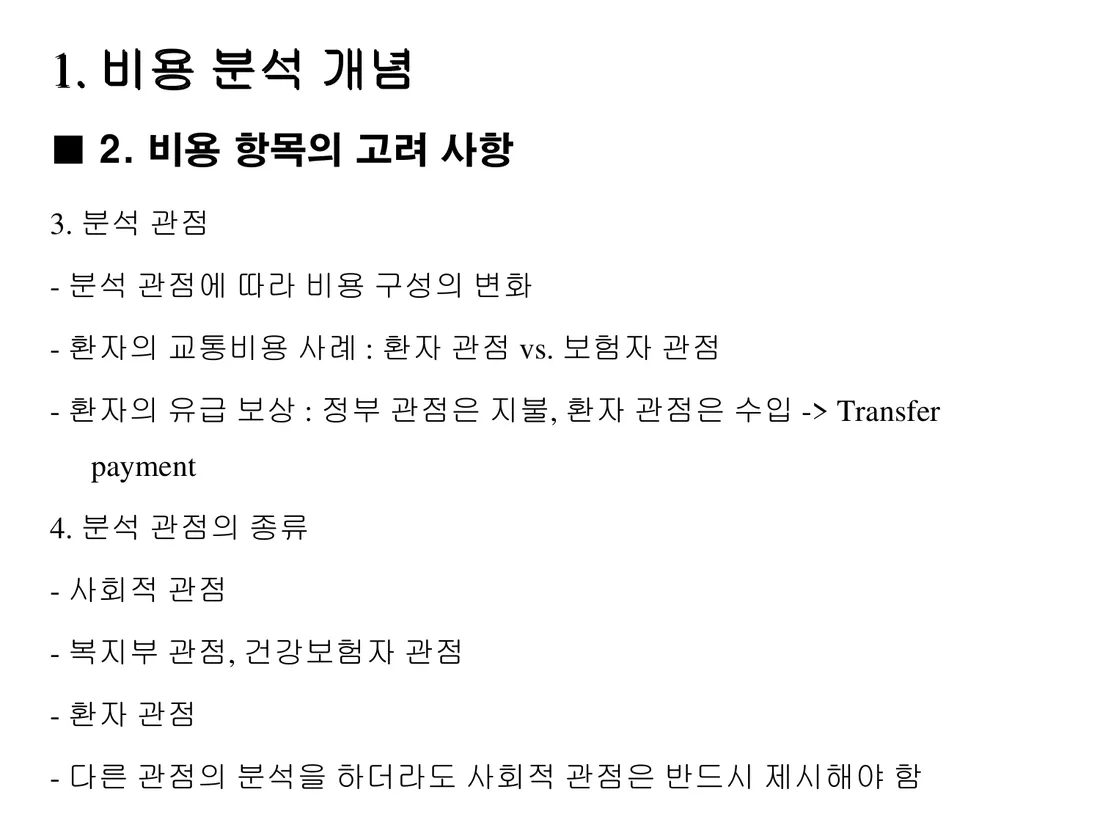 1. 비용 분석 개념
■ 2. 비용 항목의 고려 사항
3. 분석 관점
- 분석 관점에 따라 비용 구성의 변화
- 환자의 교통비용 사례 : 환자 관점 vs. 보험자 관점
- 환자의 유급 보상 : 정부 관점은 지불, 환자 관점은 수입 -> Transfer
payment
4. 분석 관점의 종류
- 사회적 관점
- 복지부 관점, 건강보험자 관점
- 환자 관점
- 다른 관점의 분석을 하더라도 사회적 관점은 반드시 제시해야 함